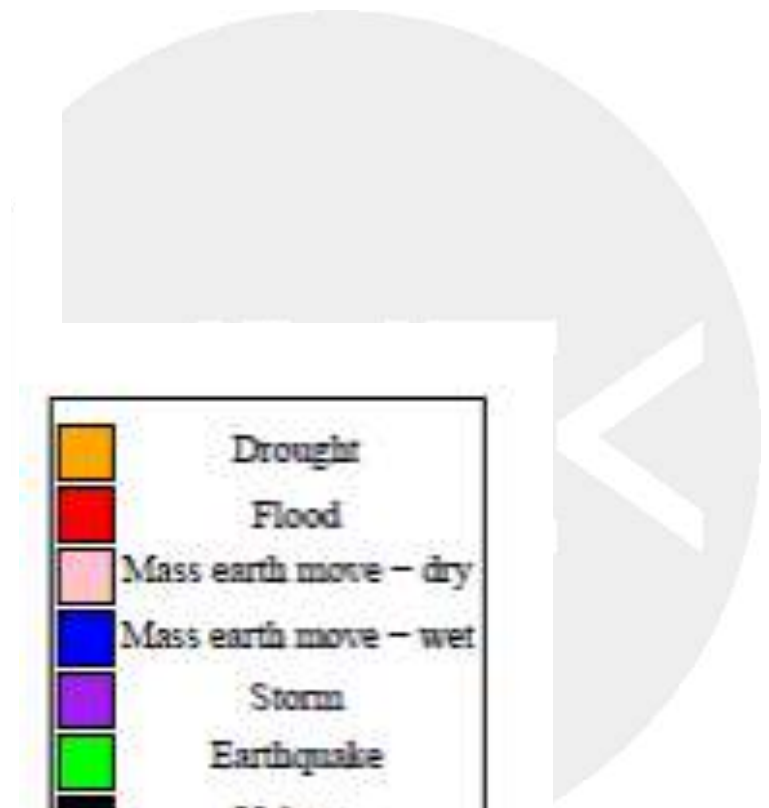 Drought
Flood
Mass earth move – dry
Mass earth move – wet
Storm
Earthquake